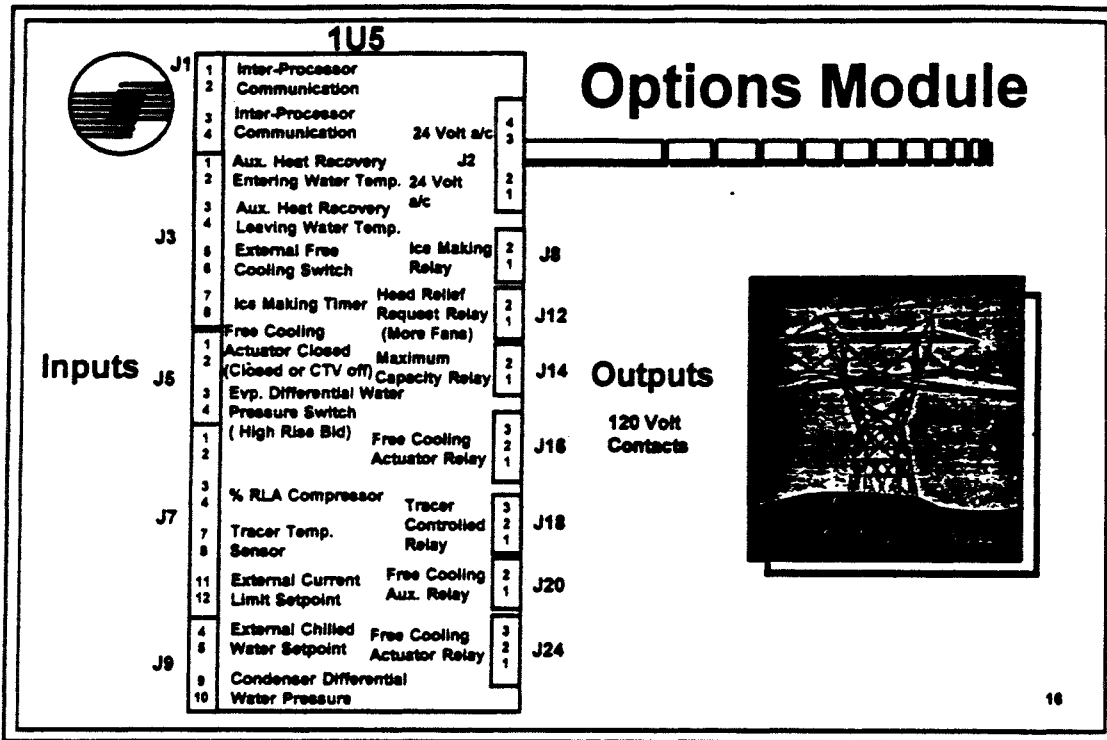 1U5
Options Module
J1
1 Inter-Processor
2 Communication
3 Inter-Processor
4 Communication
24 Volt a/c
4
3
J2
1 Aux. Heat Recovery
2 Entering Water Temp.
24 Volt
a/c
2
1
J3
3 Aux. Heat Recovery
4 Leaving Water Temp.
5 External Free
6 Cooling Switch
Ice Making
Relay
2
1
J8
7
8 Ice Making Timer
Head Relief
Request Relay
(More Fans)
2
1
J12
Inputs
J5
Free Cooling
1
2 Actuator Closed
(Closed or CTV off)
Maximum
Capacity Relay
2
1
J14
Outputs
120 Volt
Contacts
3 Evp. Differential Water
4 Pressure Switch
( High Rise Bid)
1
2
Free Cooling
Actuator Relay
3
2
1
J16
J7
3
4 % RLA Compressor
7 Tracer Temp.
8 Sensor
Tracer
Controlled
Relay
3
2
1
J18
11 External Current
12 Limit Setpoint
Free Cooling
Aux. Relay
2
1
J20
J9
4 External Chilled
5 Water Setpoint
Free Cooling
Actuator Relay
3
2
1
J24
9 Condenser Differential
10 Water Pressure
16